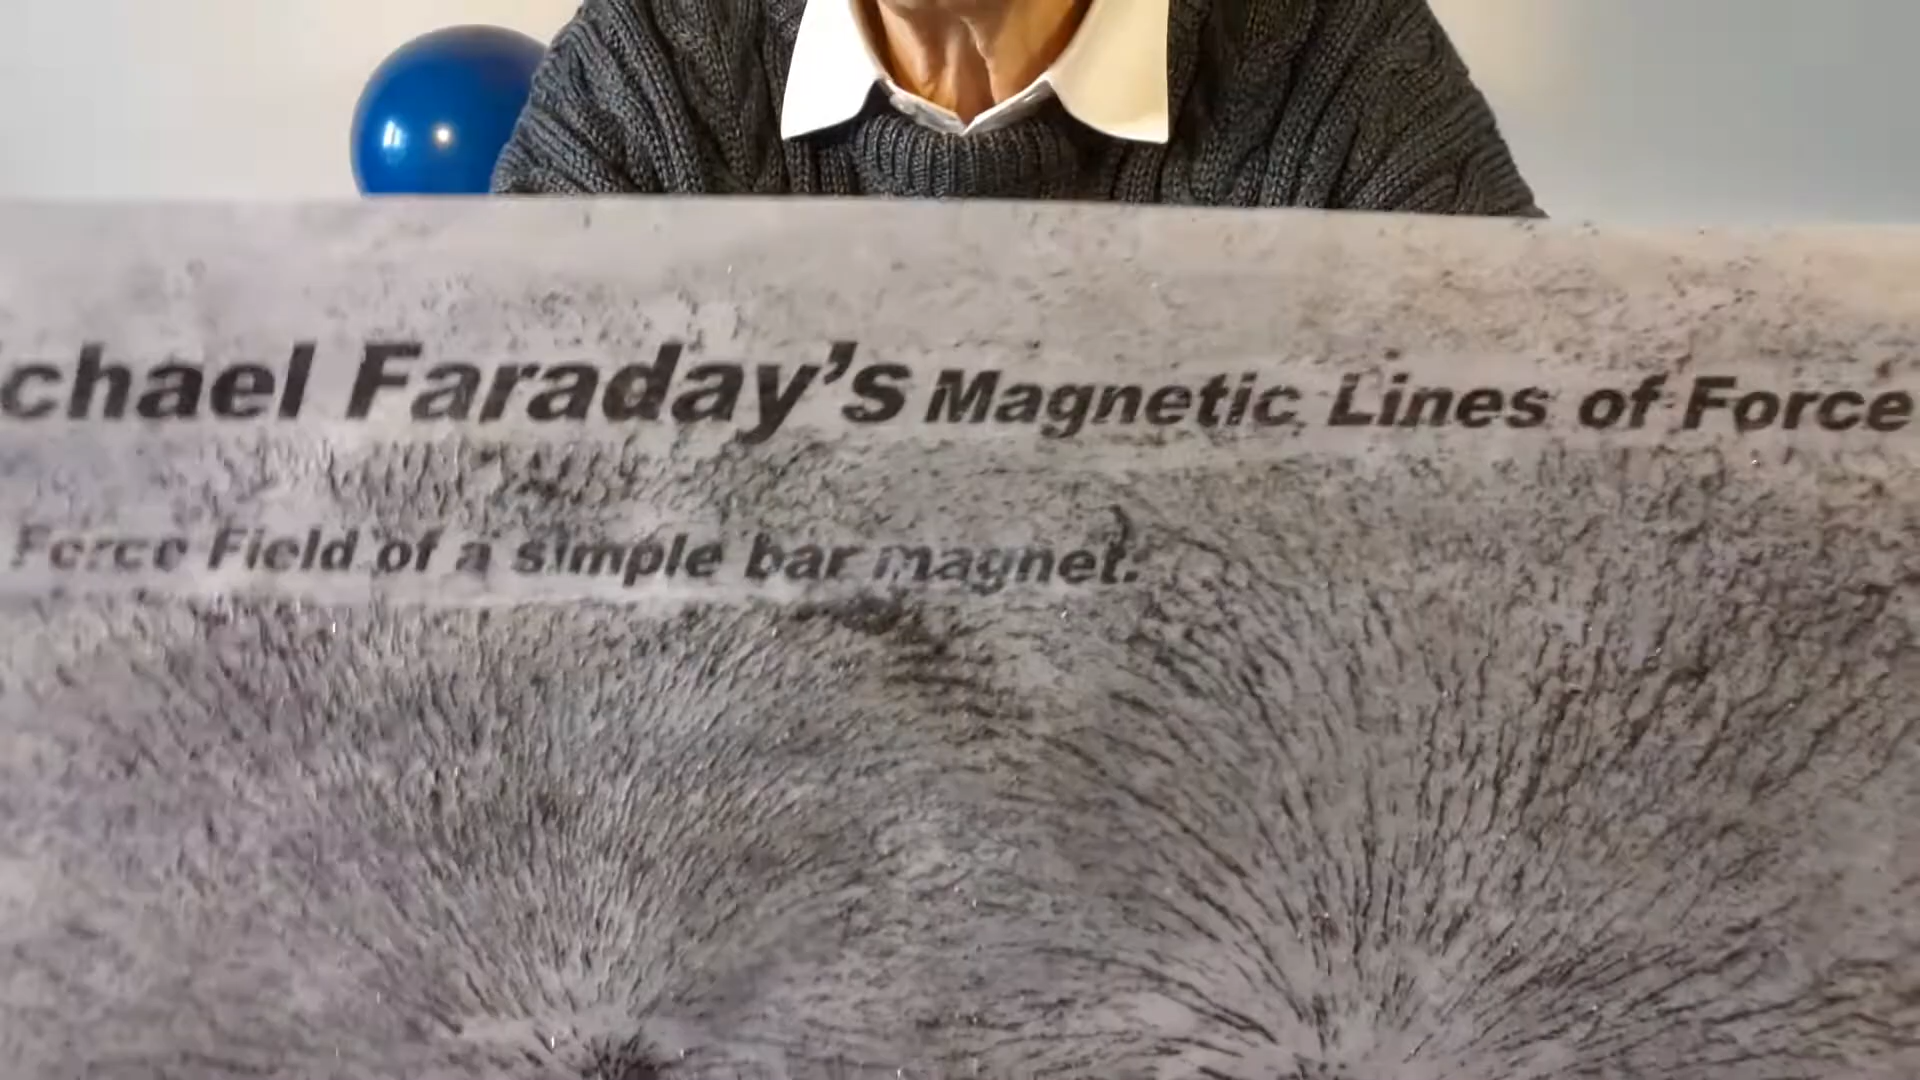 chael Faraday's Magnetic Lines of Force
Force Field of a simple bar magnet.